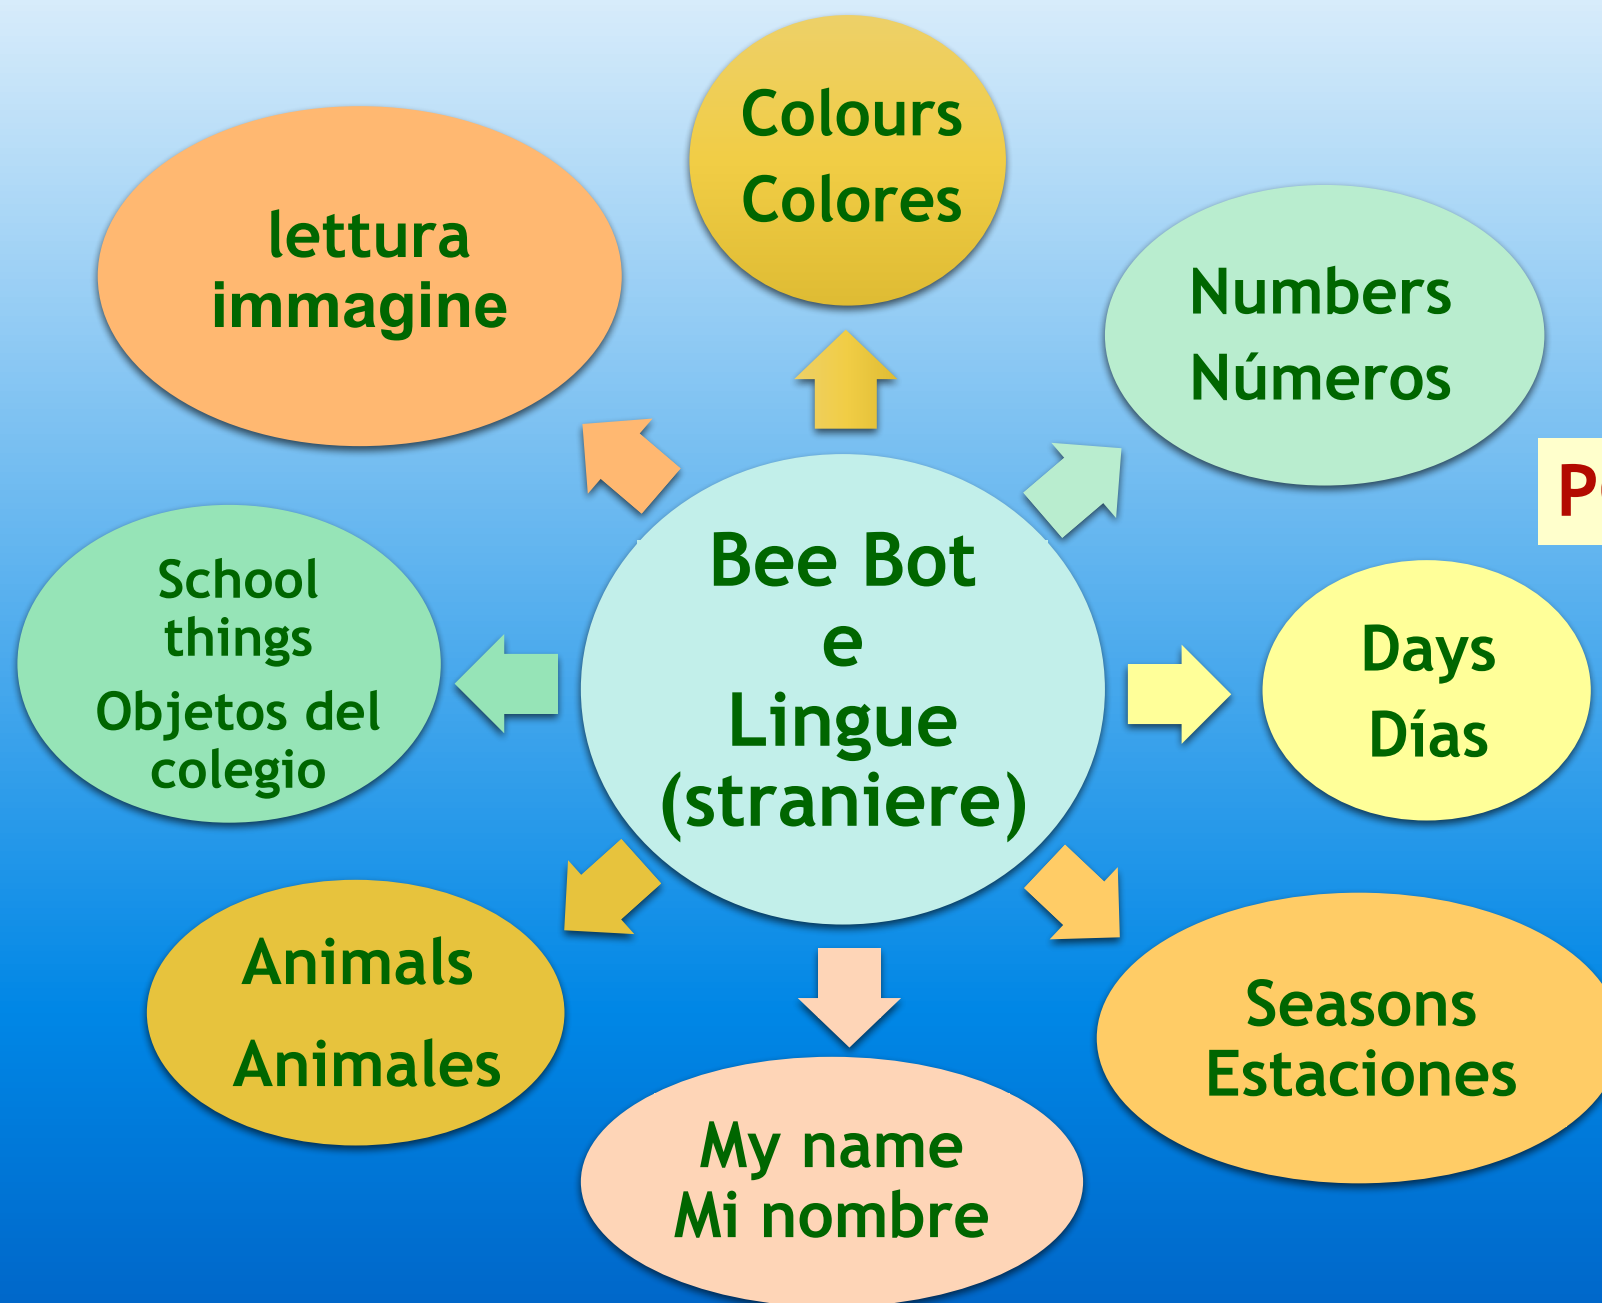 Colours
Colores
lettura
immagine
Numbers
Números
Bee Bot
e
Lingue
(straniere)
School
things
Objetos del
colegio
Days
Días
Animals
Animales
Seasons
Estaciones
My name
Mi nombre